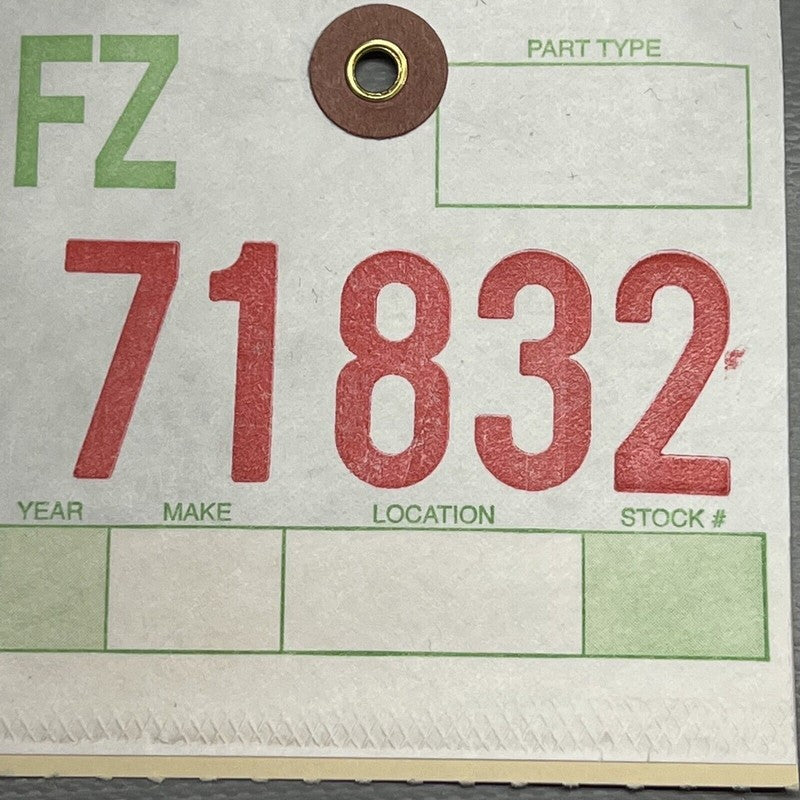 FZ
PART TYPE
71832
YEAR MAKE LOCATION STOCK #